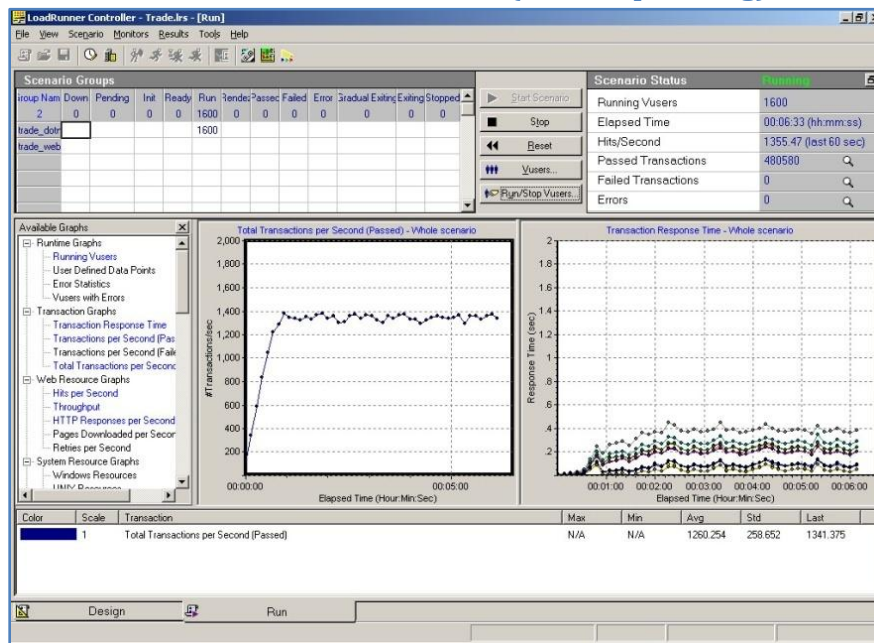 LoadRunner Controller - Trade.lrs - [Run]
File View Scenario Monitors Results Tools Help
Scenario Groups
Group Nam Down Pending Init Ready Run Rendez Passec Failed Error Gradual Exiting Exiting Stopped
2 0 0 0 0 1600 0 0 0 0 0 0 0
trade_dotr 1600
trade_web
Start Scenario
Stop
Reset
Vusers...
Run/Stop Vusers...
Scenario Status Running
Running Vusers 1600
Elapsed Time 00:06:33 (hh:mm:ss)
Hits/Second 1355.47 (last 60 sec)
Passed Transactions 480580
Failed Transactions 0
Errors 0
Available Graphs
Runtime Graphs
Running Vusers
User Defined Data Points
Error Statistics
Vusers with Errors
Transaction Graphs
Transaction Response Time
Transactions per Second (Pas
Transactions per Second (Faile
Total Transactions per Second
Web Resource Graphs
Hits per Second
Throughput
HTTP Responses per Second
Pages Downloaded per Secor
Retries per Second
System Resource Graphs
Windows Resources
UNIX Resources
Total Transactions per Second (Passed) - Whole scenario
#Transactions/sec
2,000
1,800
1,600
1,400
1,200
1,000
800
600
400
200
00:00:00 00:05:00
Elapsed Time (Hour:Min:Sec)
Transaction Response Time - Whole scenario
Response Time (sec)
2
1.8
1.6
1.4
1.2
1
.8
.6
.4
.2
00:01:00 00:02:00 00:03:00 00:04:00 00:05:00 00:06:00
Elapsed Time (Hour:Min:Sec)
Color Scale Transaction Max Min Avg Std Last
1 Total Transactions per Second (Passed) N/A N/A 1260.254 258.652 1341.375
Design Run